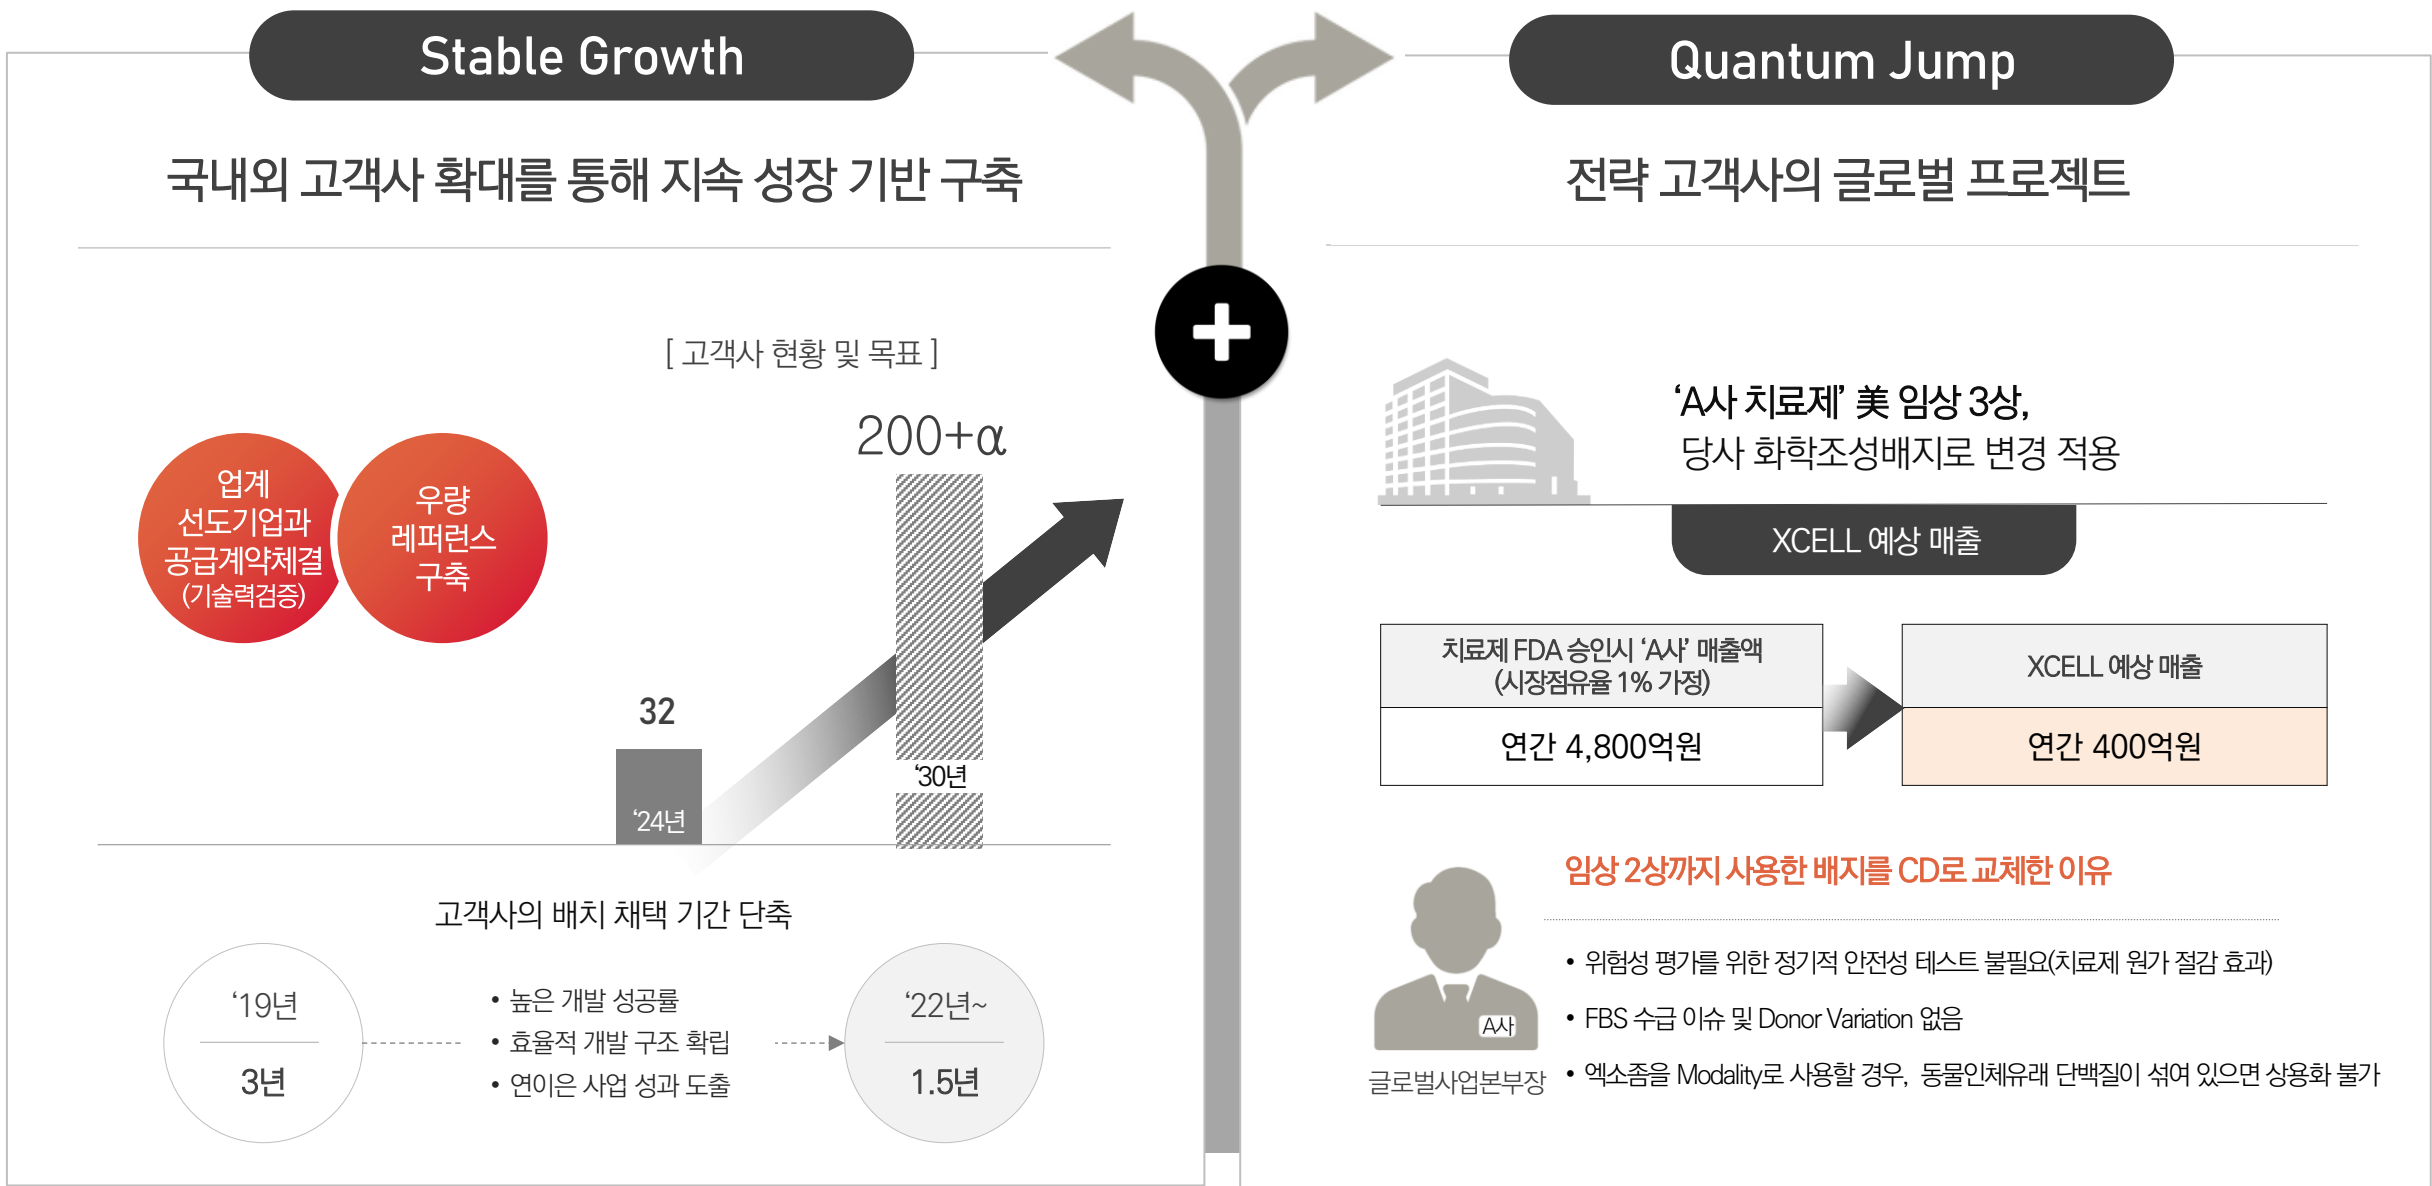 Stable Growth
국내외 고객사 확대를 통해 지속 성장 기반 구축
[ 고객사 현황 및 목표 ]
업계
선도기업과
공급계약체결
(기술력검증)
우량
레퍼런스
구축
32
‘24년
200+α
‘30년
고객사의 배치 채택 기간 단축
‘19년
3년
• 높은 개발 성공률
• 효율적 개발 구조 확립
• 연이은 사업 성과 도출
‘22년~
1.5년
Quantum Jump
전략 고객사의 글로벌 프로젝트
‘A사 치료제’ 美 임상 3상,
당사 화학조성배지로 변경 적용
XCELL 예상 매출
치료제 FDA 승인시 ‘A사’ 매출액
(시장점유율 1% 가정)
연간 4,800억원
XCELL 예상 매출
연간 400억원
임상 2상까지 사용한 배지를 CD로 교체한 이유
• 위험성 평가를 위한 정기적 안전성 테스트 불필요(치료제 원가 절감 효과)
• FBS 수급 이슈 및 Donor Variation 없음
• 엑소좀을 Modality로 사용할 경우, 동물인체유래 단백질이 섞여 있으면 상용화 불가
A사
글로벌사업본부장